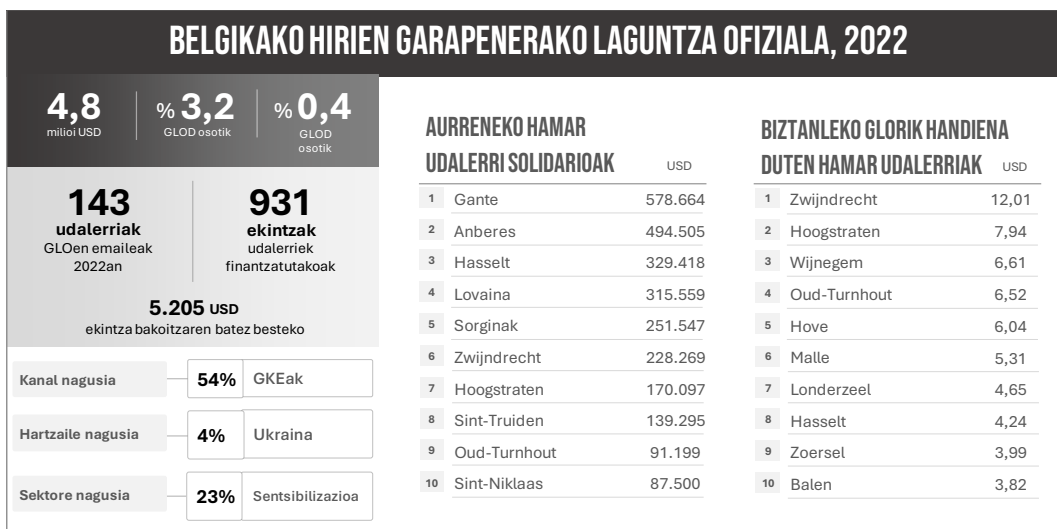 BELGIKAKO HIRIEN GARAPENERAKO LAGUNTZA OFIZIALA, 2022
4,8
milioi USD
% 3,2
GLOD osotik
% 0,4
GLOD
osotik
143
udalerriak
GLOen emaileak
2022an
931
ekintzak
udalerriek
finantzatutakoak
5.205 USD
ekintza bakoitzaren batez besteko
Kanal nagusia 54% GKEak
Hartzaile nagusia 4% Ukraina
Sektore nagusia 23% Sentsibilizazioa
AURRENEKO HAMAR
UDALERRI SOLIDARIOAK USD
1 Gante 578.664
2 Anberes 494.505
3 Hasselt 329.418
4 Lovaina 315.559
5 Sorginak 251.547
6 Zwijndrecht 228.269
7 Hoogstraten 170.097
8 Sint-Truiden 139.295
9 Oud-Turnhout 91.199
10 Sint-Niklaas 87.500
BIZTANLEKO GLORIK HANDIENA
DUTEN HAMAR UDALERRIAK USD
1 Zwijndrecht 12,01
2 Hoogstraten 7,94
3 Wijnegem 6,61
4 Oud-Turnhout 6,52
5 Hove 6,04
6 Malle 5,31
7 Londerzeel 4,65
8 Hasselt 4,24
9 Zoersel 3,99
10 Balen 3,82